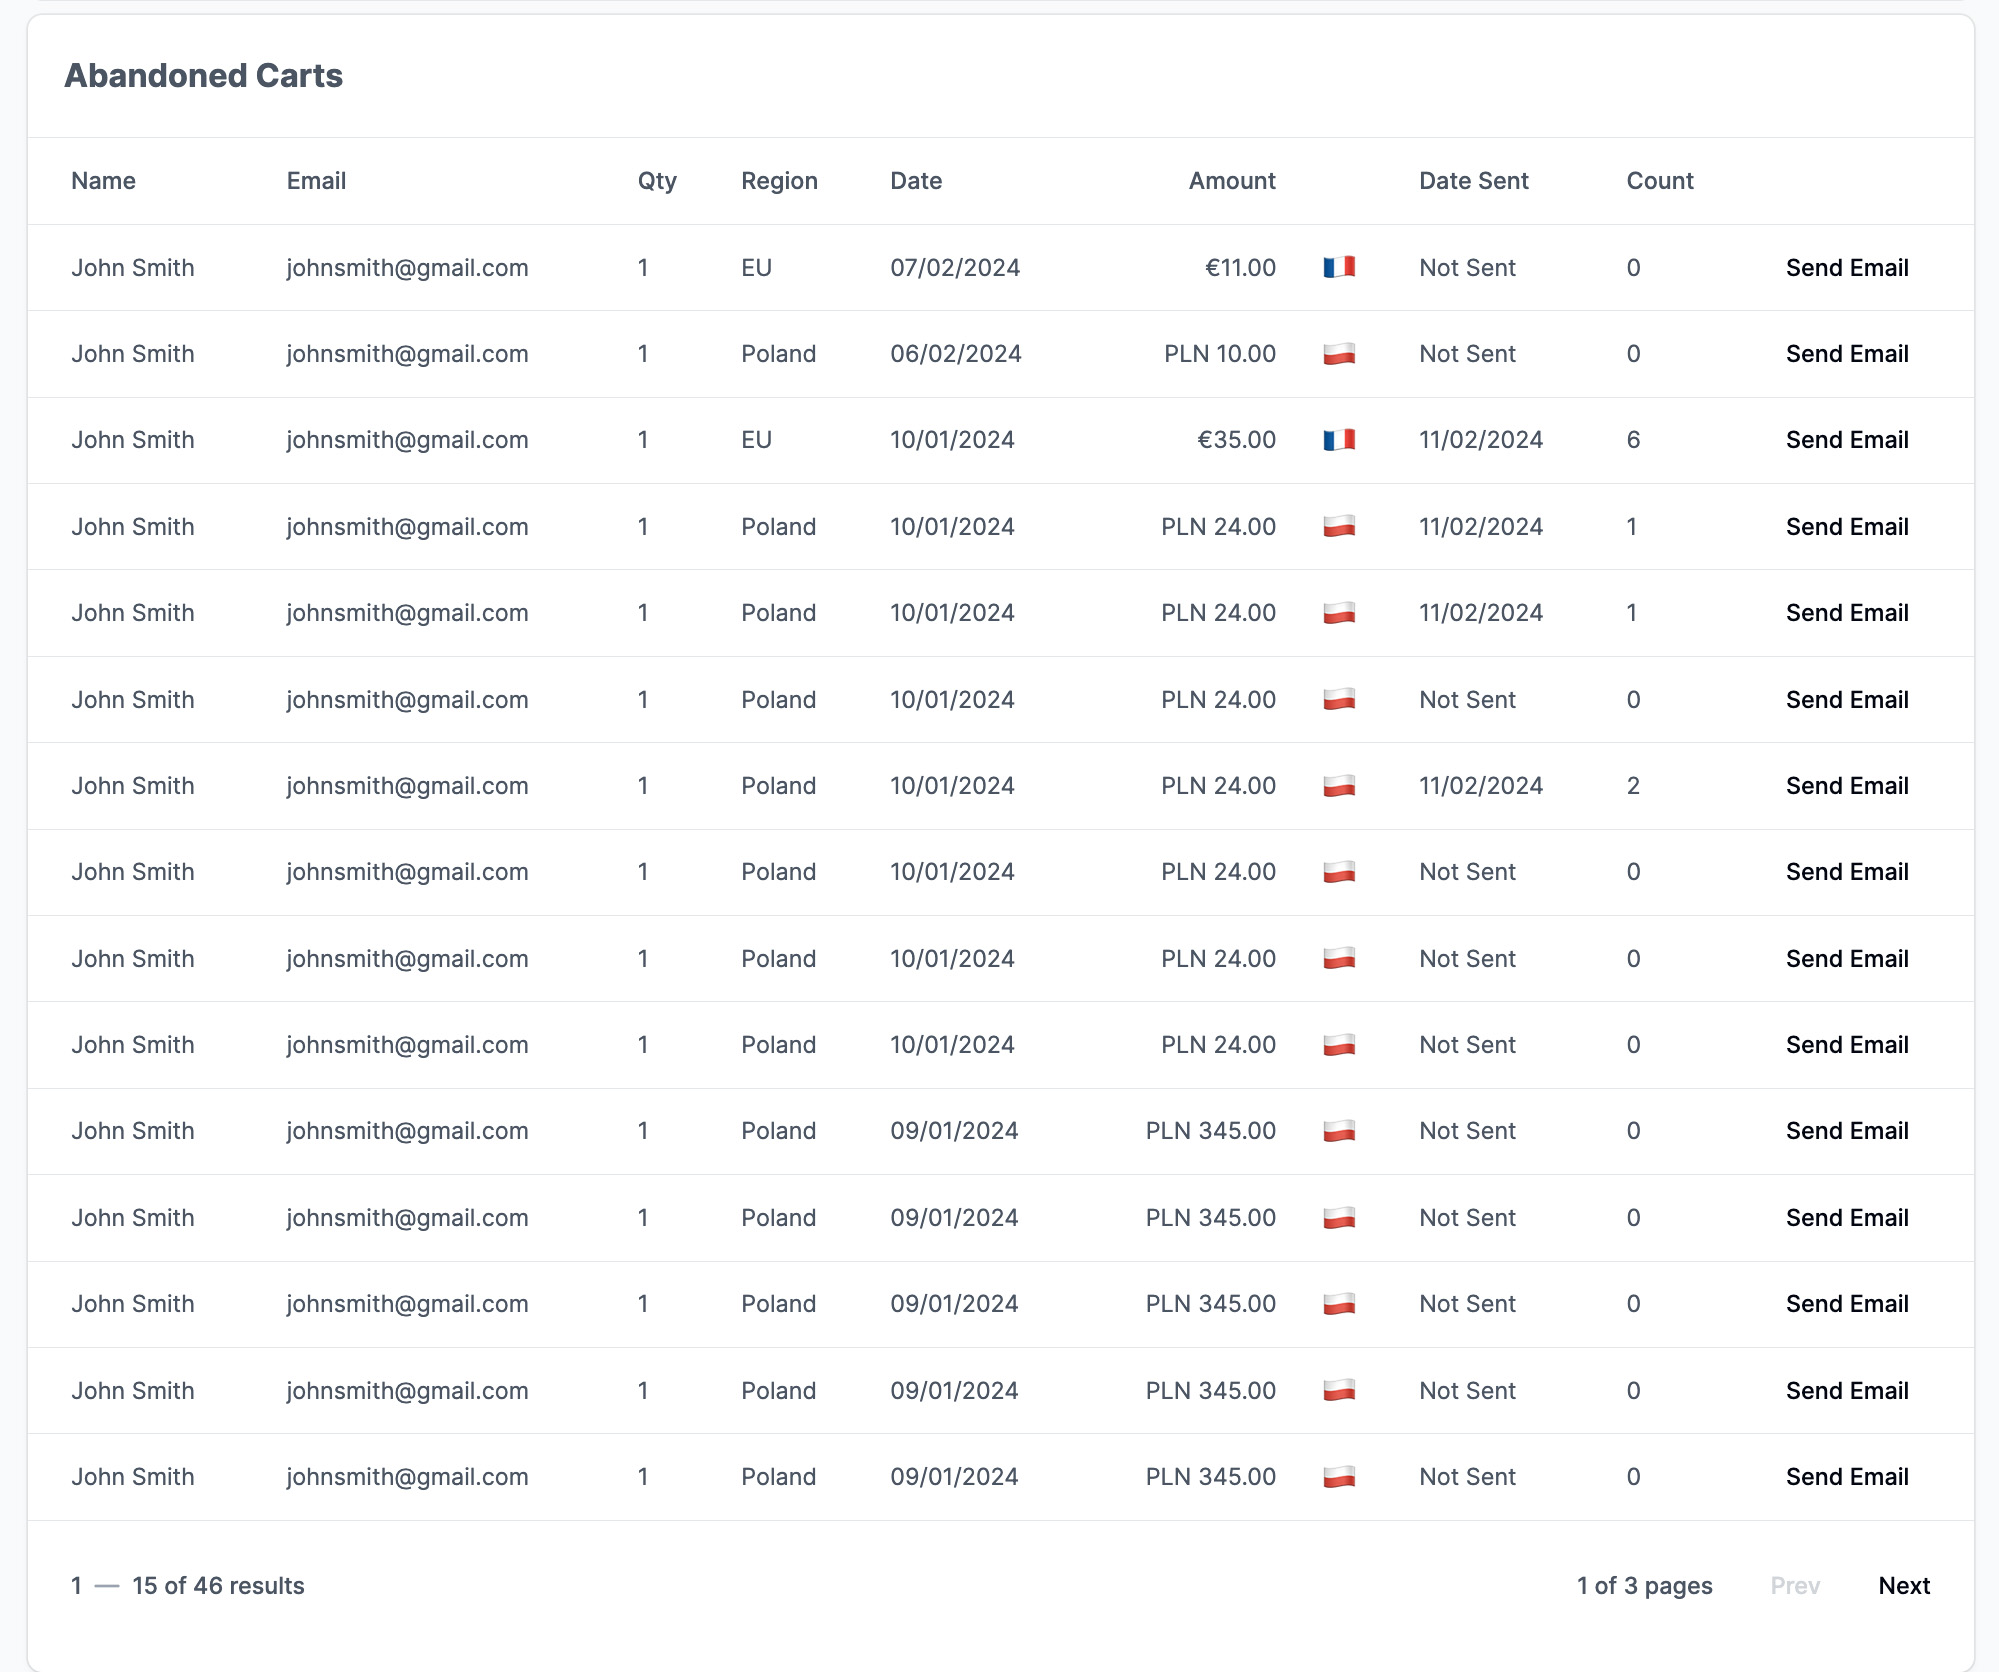 Abandoned Carts
Name Email Qty Region Date Amount Date Sent Count
John Smith johnsmith@gmail.com 1 EU 07/02/2024 €11.00 Not Sent 0 Send Email
John Smith johnsmith@gmail.com 1 Poland 06/02/2024 PLN 10.00 Not Sent 0 Send Email
John Smith johnsmith@gmail.com 1 EU 10/01/2024 €35.00 11/02/2024 6 Send Email
John Smith johnsmith@gmail.com 1 Poland 10/01/2024 PLN 24.00 11/02/2024 1 Send Email
John Smith johnsmith@gmail.com 1 Poland 10/01/2024 PLN 24.00 11/02/2024 1 Send Email
John Smith johnsmith@gmail.com 1 Poland 10/01/2024 PLN 24.00 Not Sent 0 Send Email
John Smith johnsmith@gmail.com 1 Poland 10/01/2024 PLN 24.00 11/02/2024 2 Send Email
John Smith johnsmith@gmail.com 1 Poland 10/01/2024 PLN 24.00 Not Sent 0 Send Email
John Smith johnsmith@gmail.com 1 Poland 10/01/2024 PLN 24.00 Not Sent 0 Send Email
John Smith johnsmith@gmail.com 1 Poland 10/01/2024 PLN 24.00 Not Sent 0 Send Email
John Smith johnsmith@gmail.com 1 Poland 09/01/2024 PLN 345.00 Not Sent 0 Send Email
John Smith johnsmith@gmail.com 1 Poland 09/01/2024 PLN 345.00 Not Sent 0 Send Email
John Smith johnsmith@gmail.com 1 Poland 09/01/2024 PLN 345.00 Not Sent 0 Send Email
John Smith johnsmith@gmail.com 1 Poland 09/01/2024 PLN 345.00 Not Sent 0 Send Email
John Smith johnsmith@gmail.com 1 Poland 09/01/2024 PLN 345.00 Not Sent 0 Send Email
1 — 15 of 46 results 1 of 3 pages Prev Next